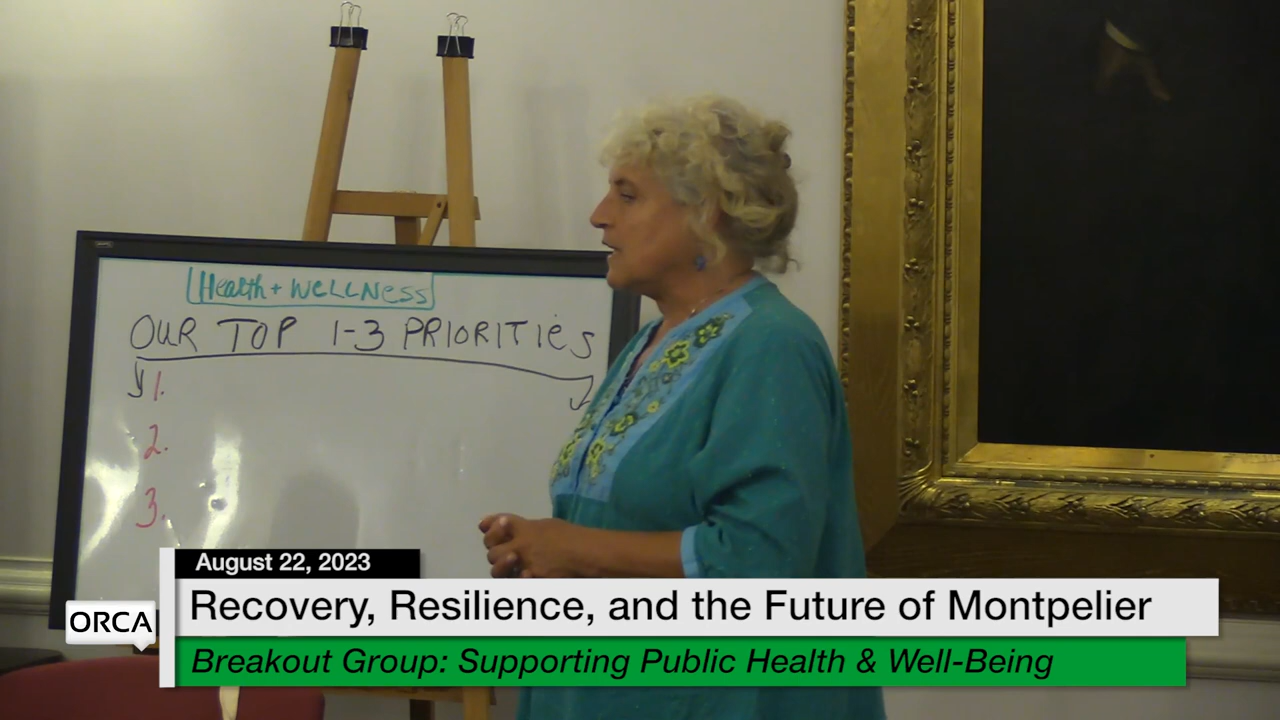 Health + WELLNess
OUR TOP 1-3 PRIORITIES
1.
2.
3.
August 22, 2023
Recovery, Resilience, and the Future of Montpelier
ORCA
Breakout Group: Supporting Public Health & Well-Being